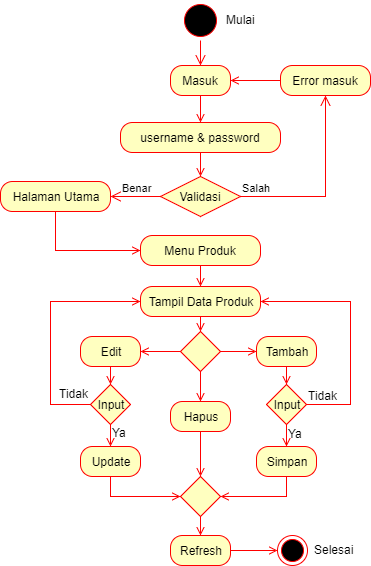 Mulai
Masuk
Error masuk
username & password
Benar
Validasi
Salah
Halaman Utama
Menu Produk
Tampil Data Produk
Edit
Tambah
Tidak
Input
Input
Tidak
Hapus
Ya
Ya
Update
Simpan
Refresh
Selesai